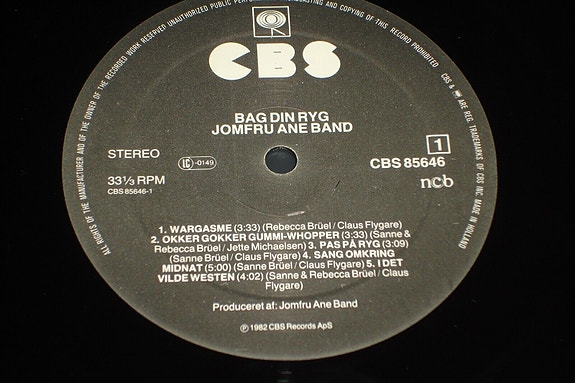 ALL RIGHTS OF THE MANUFACTURER AND OF THE OWNER OF THE RECORDED WORK RESERVED UNAUTHORIZED PUBLIC PERFORMANCE BROADCASTING AND COPYING OF THIS RECORD PROHIBITED
CBS & ARE REG. TRADEMARKS OF CBS INC. MADE IN HOLLAND
CBS
BAG DIN RYG
JOMFRU ANE BAND
STEREO
LC -0149
1
33⅓ RPM
CBS 85646
CBS 85646-1
ncb
1. WARGASME (3:33) (Rebecca Brüel / Claus Flygare)
2. OKKER GOKKER GUMMI-WHOPPER (3:33) (Sanne &
Rebecca Brüel / Jette Michaelsen) 3. PAS PÅ RYG (3:09)
(Sanne Brüel / Claus Flygare) 4. SANG OMKRING
MIDNAT (5:00) (Sanne Brüel / Claus Flygare) 5. I DET
VILDE WESTEN (4:02) (Sanne & Rebecca Brüel / Claus
Flygare)
Produceret af: Jomfru Ane Band
℗ 1982 CBS Records ApS